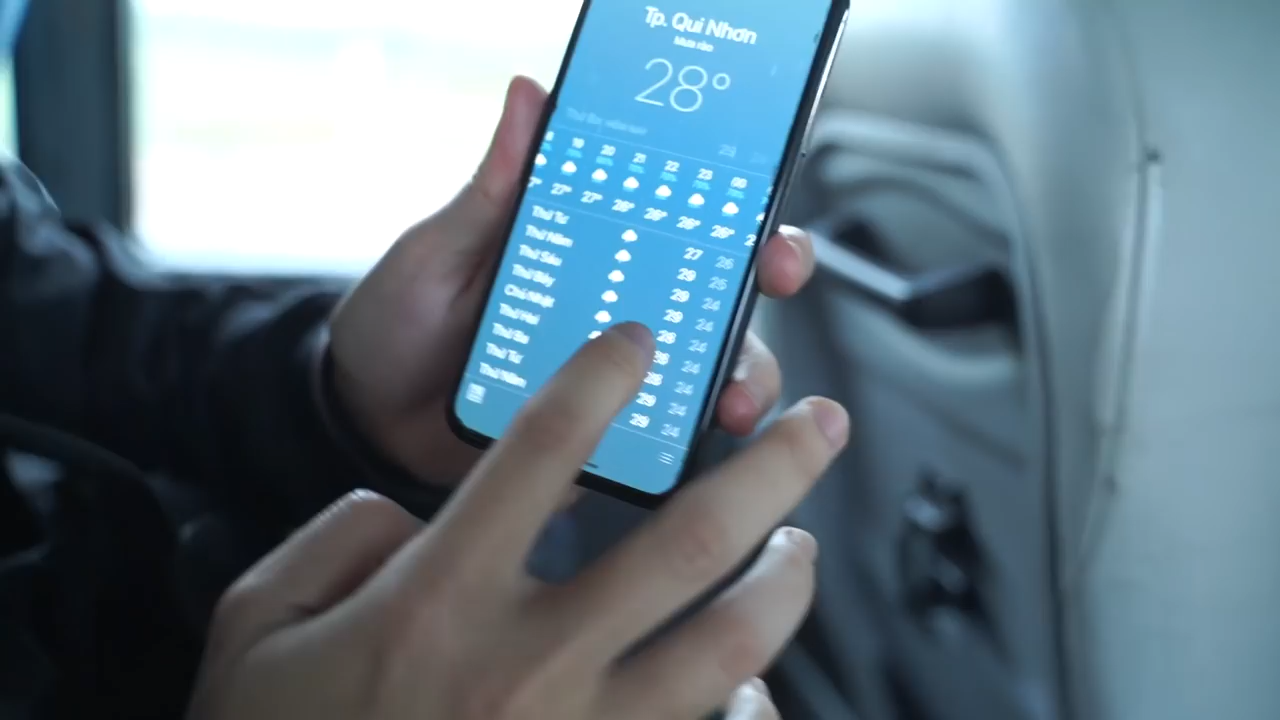 Tp. Qui Nhơn
Mưa rào
28°
19 20 21 22 23 00
27° 27° 26° 26° 26° 26°
Thứ Tư 27 26
Thứ Năm 29 25
Thứ Sáu 29 24
Thứ Bảy 29 24
Chủ Nhật 28 24
Thứ Hai 24
Thứ Ba 24
Thứ Tư 29 24
Thứ Năm 29 24